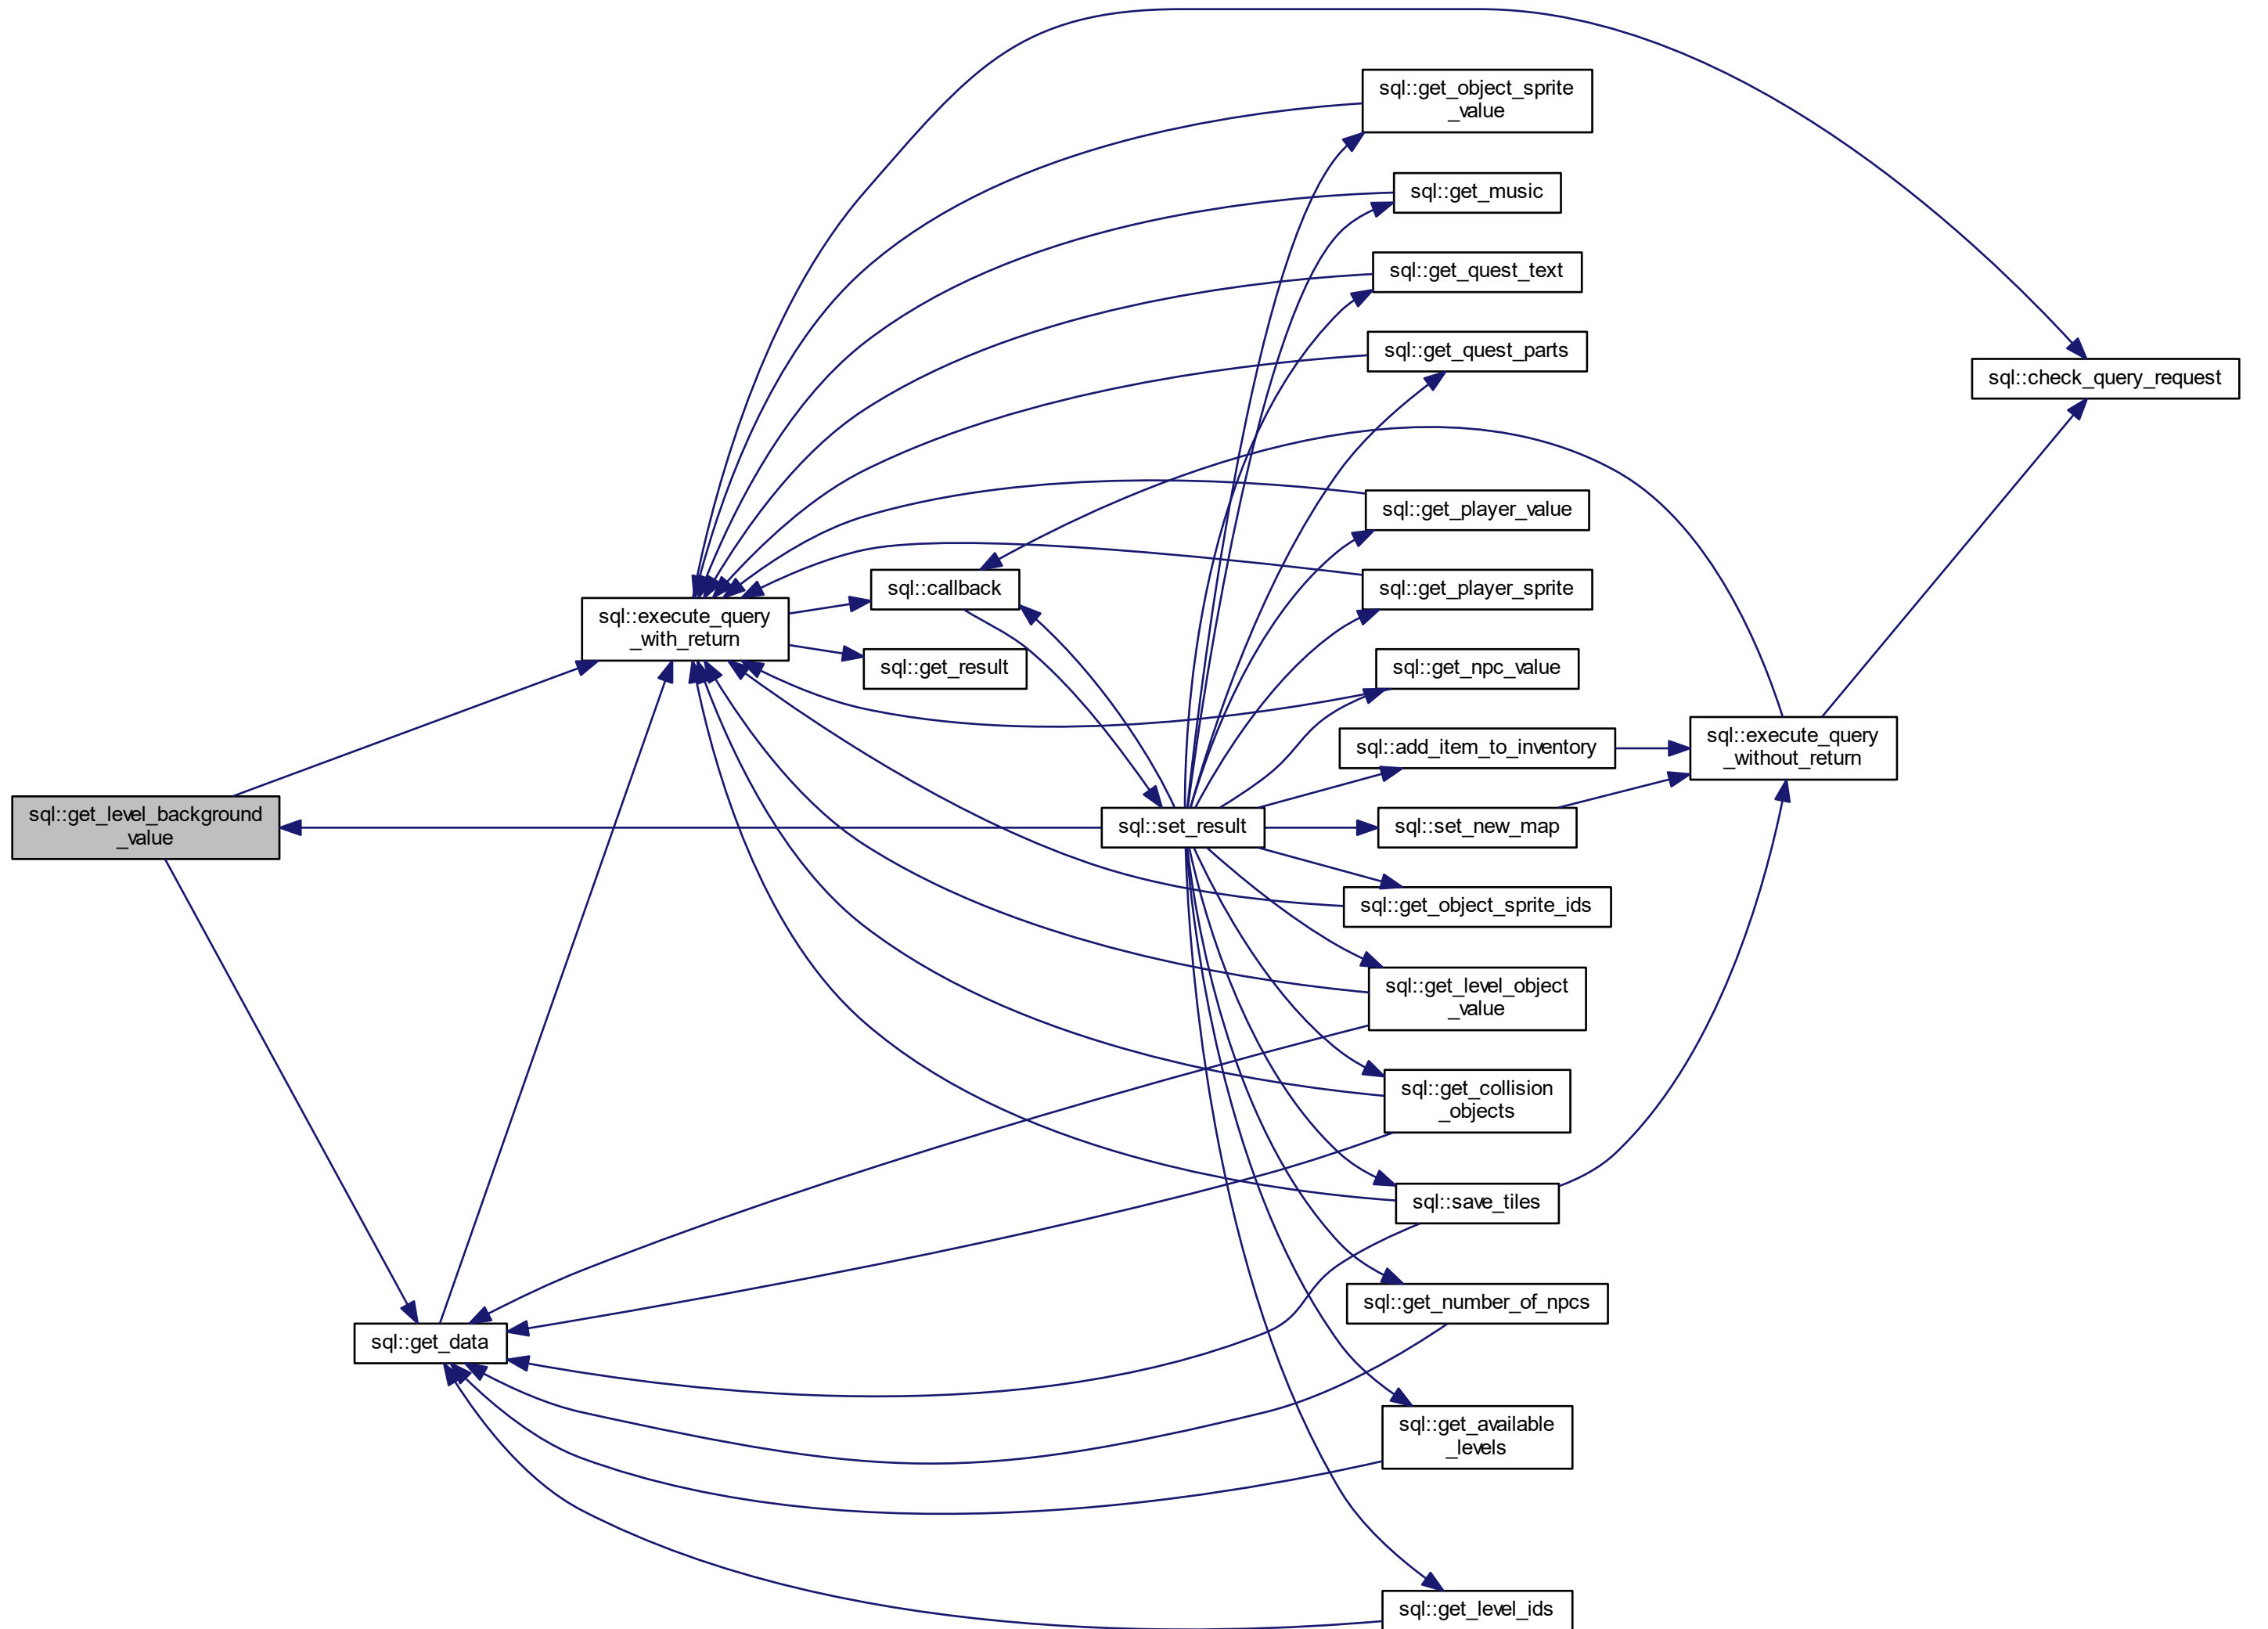 sql::get_object_sprite
_value
sql::get_music
sql::get_quest_text
sql::get_quest_parts
sql::check_query_request
sql::get_player_value
sql::get_player_sprite
sql::callback
sql::execute_query
_with_return
sql::get_result
sql::get_npc_value
sql::add_item_to_inventory
sql::execute_query
_without_return
sql::get_level_background
_value
sql::set_result
sql::set_new_map
sql::get_object_sprite_ids
sql::get_level_object
_value
sql::get_collision
_objects
sql::save_tiles
sql::get_number_of_npcs
sql::get_data
sql::get_available
_levels
sql::get_level_ids